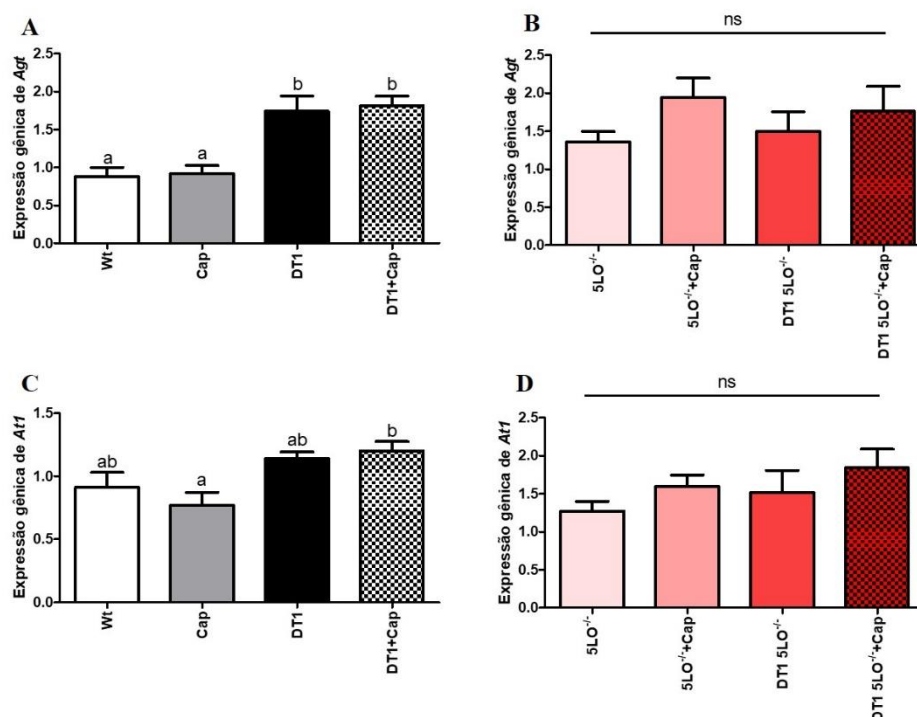 A
Expressão gênica de Agt
2.5
2.0
1.5
1.0
0.5
0.0
a
a
b
b
Wt
Cap
DT1
DT1+Cap
B
ns
Expressão gênica de Agt
2.5
2.0
1.5
1.0
0.5
0.0
5LO-/-
5LO-/-+Cap
DT1 5LO-/-
DT1 5LO-/-+Cap
C
Expressão gênica de At1
1.5
1.0
0.5
0.0
ab
a
ab
b
Wt
Cap
DT1
DT1+Cap
D
ns
Expressão gênica de At1
2.5
2.0
1.5
1.0
0.5
0.0
5LO-/-
5LO-/-+Cap
DT1 5LO-/-
DT1 5LO-/-+Cap